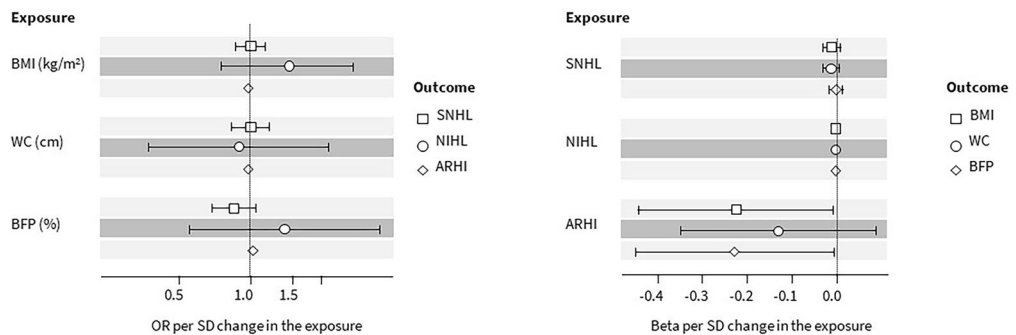 Exposure
BMI (kg/m²)
WC (cm)
BFP (%)
0.5 1.0 1.5
OR per SD change in the exposure
Outcome
SNHL
NIHL
ARHI
Exposure
SNHL
NIHL
ARHI
-0.4 -0.3 -0.2 -0.1 0.0
Beta per SD change in the exposure
Outcome
BMI
WC
BFP